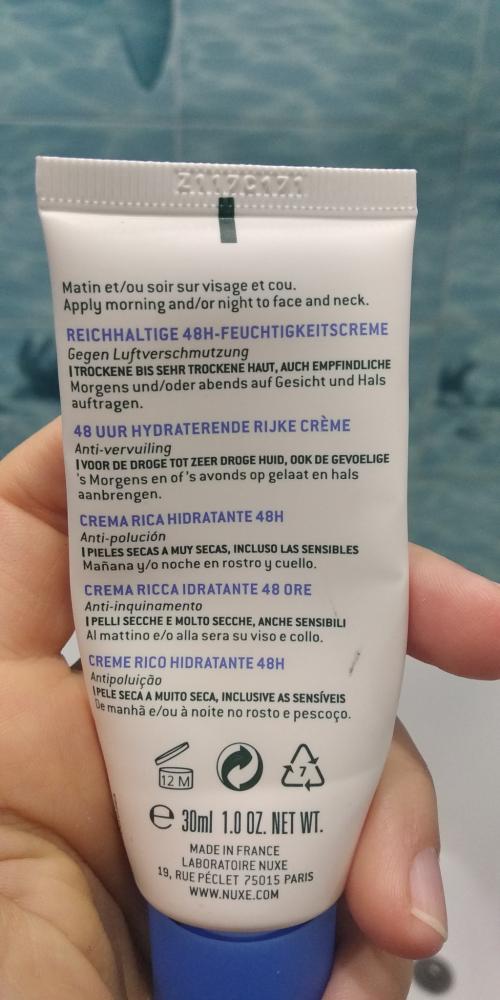 Matin et/ou soir sur visage et cou.
Apply morning and/or night to face and neck.
REICHHALTIGE 48H-FEUCHTIGKEITSCREME
Gegen Luftverschmutzung
TROCKENE BIS SEHR TROCKENE HAUT, AUCH EMPFINDLICHE
Morgens und/oder abends auf Gesicht und Hals
auftragen.
48 UUR HYDRATERENDE RIJKE CRÈME
Anti-vervuiling
VOOR DE DROGE TOT ZEER DROGE HUID, OOK DE GEVOELIGE
's Morgens en of 's avonds op gelaat en hals
aanbrengen.
CREMA RICA HIDRATANTE 48H
Anti-polución
PIELES SECAS A MUY SECAS, INCLUSO LAS SENSIBLES
Mañana y/o noche en rostro y cuello.
CREMA RICCA IDRATANTE 48 ORE
Anti-inquinamento
PELLI SECCHE E MOLTO SECCHE, ANCHE SENSIBILI
Al mattino e/o alla sera su viso e collo.
CREME RICO HIDRATANTE 48H
Antipoluição
PELE SECA A MUITO SECA, INCLUSIVE AS SENSÍVEIS
De manhã e/ou à noite no rosto e pescoço.
12 M
7
e 30ml 1.0 OZ. NET WT.
MADE IN FRANCE
LABORATOIRE NUXE
19, RUE PÉCLET 75015 PARIS
WWW.NUXE.COM